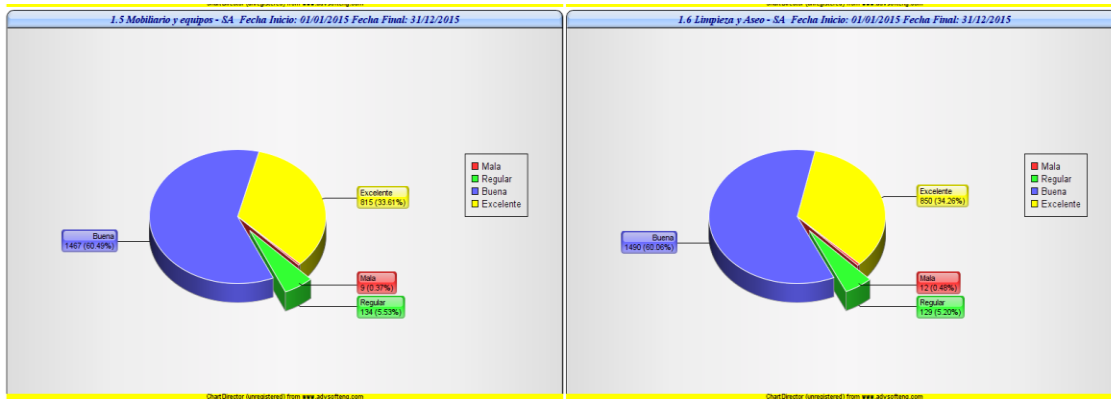 1.5 Mobiliario y equipos - SA Fecha Inicio: 01/01/2015 Fecha Final: 31/12/2015
Mala
Regular
Buena
Excelente
Excelente
815 (33.61%)
Buena
1467 (60.49%)
Mala
9 (0.37%)
Regular
134 (5.53%)
ChartDirector (unregistered) from www.advsofteng.com
1.6 Limpieza y Aseo - SA Fecha Inicio: 01/01/2015 Fecha Final: 31/12/2015
Mala
Regular
Buena
Excelente
Excelente
850 (34.26%)
Buena
1490 (60.06%)
Mala
12 (0.48%)
Regular
129 (5.20%)
ChartDirector (unregistered) from www.advsofteng.com